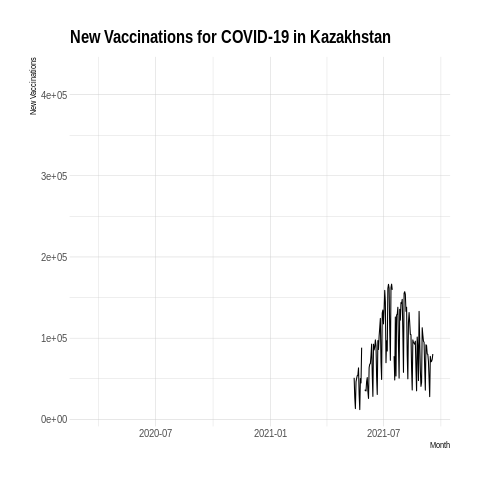 New Vaccinations for COVID-19 in Kazakhstan
New Vaccinations
4e+05
3e+05
2e+05
1e+05
0e+00
2020-07
2021-01
2021-07
Month